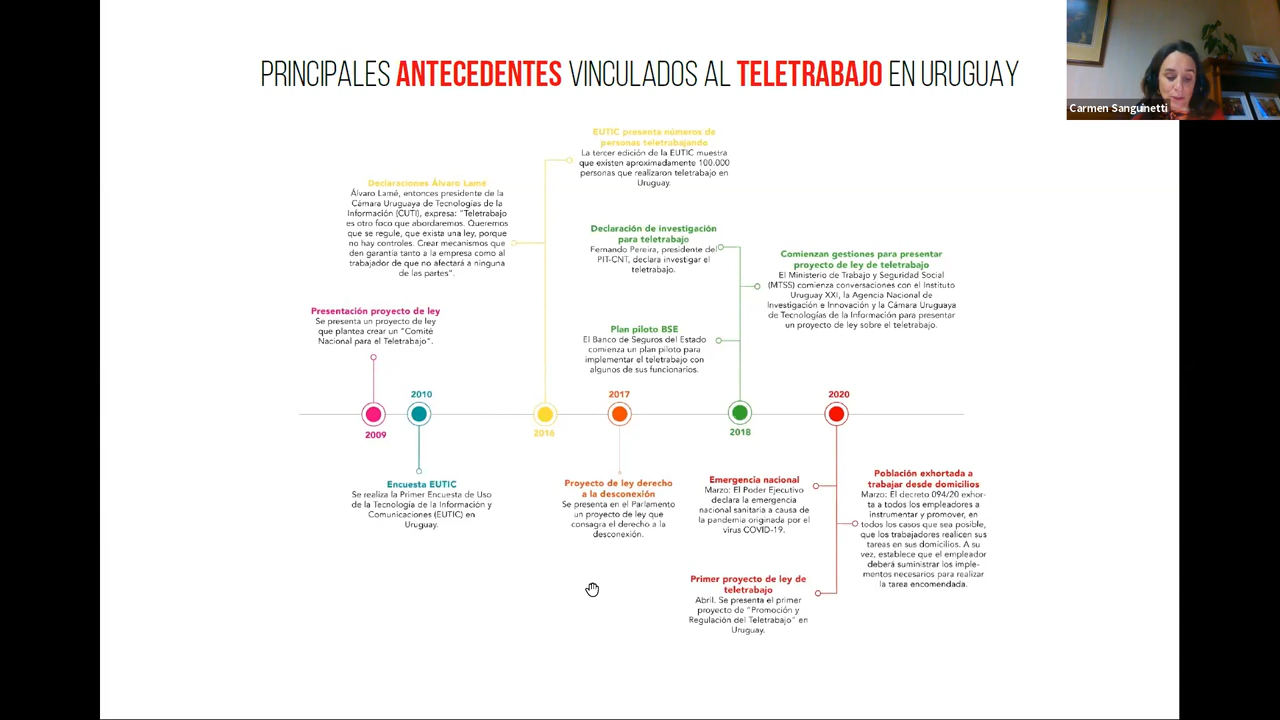 PRINCIPALES ANTECEDENTES VINCULADOS AL TELETRABAJO EN URUGUAY
Carmen Sanguinetti
EUTIC presenta números de
personas teletrabajando
La tercer edición de la EUTIC muestra
que existen aproximadamente 100.000
personas que realizaron teletrabajo en
Uruguay.
Declaraciones Álvaro Lamé
Álvaro Lamé, entonces presidente de la
Cámara Uruguaya de Tecnologías de la
Información (CUTI), expresa: "Teletrabajo
es otro foco que abordaremos. Queremos
que se regule, que exista una ley, porque
no hay controles. Crear mecanismos que
den garantía tanto a la empresa como al
trabajador de que no afectará a ninguna
de las partes".
Declaración de investigación
para teletrabajo
Fernando Pereira, presidente del
PIT-CNT, declara investigar el
teletrabajo.
Comienzan gestiones para presentar
proyecto de ley de teletrabajo
El Ministerio de Trabajo y Seguridad Social
(MTSS) comienza conversaciones con el Instituto
Uruguay XXI, la Agencia Nacional de
Investigación e Innovación y la Cámara Uruguaya
de Tecnologías de la Información para presentar
un proyecto de ley sobre el teletrabajo.
Presentación proyecto de ley
Se presenta un proyecto de ley
que plantea crear un "Comité
Nacional para el Teletrabajo".
Plan piloto BSE
El Banco de Seguros del Estado
comienza un plan piloto para
implementar el teletrabajo con
algunos de sus funcionarios.
2009
2010
2016
2017
2018
2020
Encuesta EUTIC
Se realiza la Primer Encuesta de Uso
de la Tecnología de la Información y
Comunicaciones (EUTIC) en
Uruguay.
Proyecto de ley derecho
a la desconexión
Se presenta en el Parlamento
un proyecto de ley que
consagra el derecho a la
desconexión.
Emergencia nacional
Marzo: El Poder Ejecutivo
declara la emergencia
nacional sanitaria a causa de
la pandemia originada por el
virus COVID-19.
Población exhortada a
trabajar desde domicilios
Marzo: El decreto 094/20 exhor-
ta a todos los empleadores a
instrumentar y promover, en
todos los casos que sea posible,
que los trabajadores realicen sus
tareas en sus domicilios. A su
vez, establece que el empleador
deberá suministrar los imple-
mentos necesarios para realizar
la tarea encomendada.
Primer proyecto de ley de
teletrabajo
Abril. Se presenta el primer
proyecto de "Promoción y
Regulación del Teletrabajo" en
Uruguay.